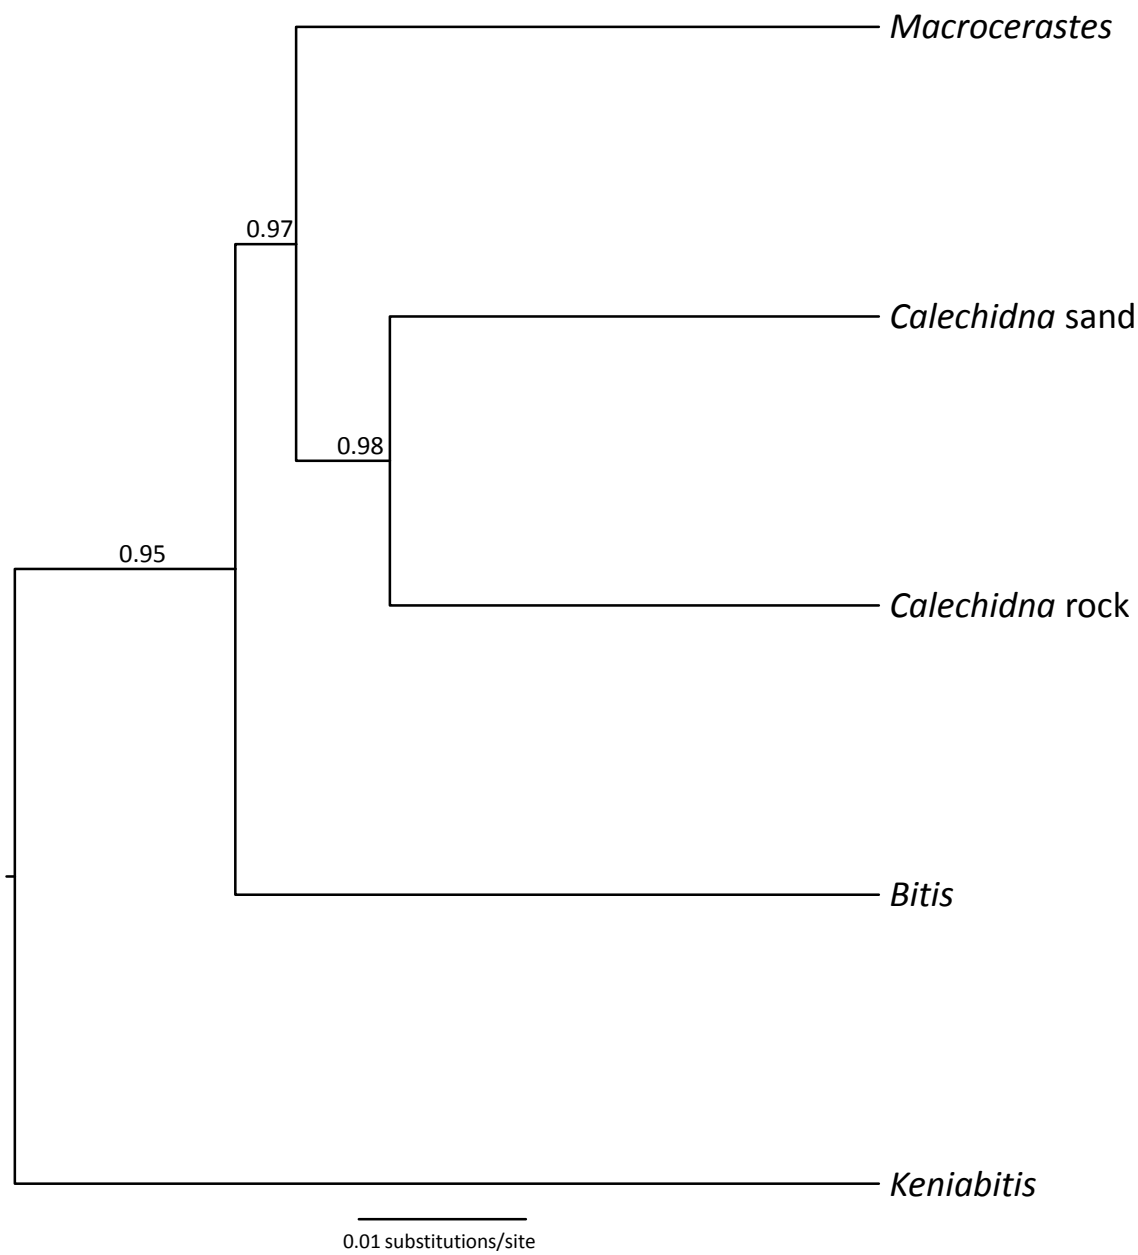 Macrocerastes
0.97
Calechidna sand
0.98
0.95
Calechidna rock
Bitis
Keniabitis
0.01 substitutions/site